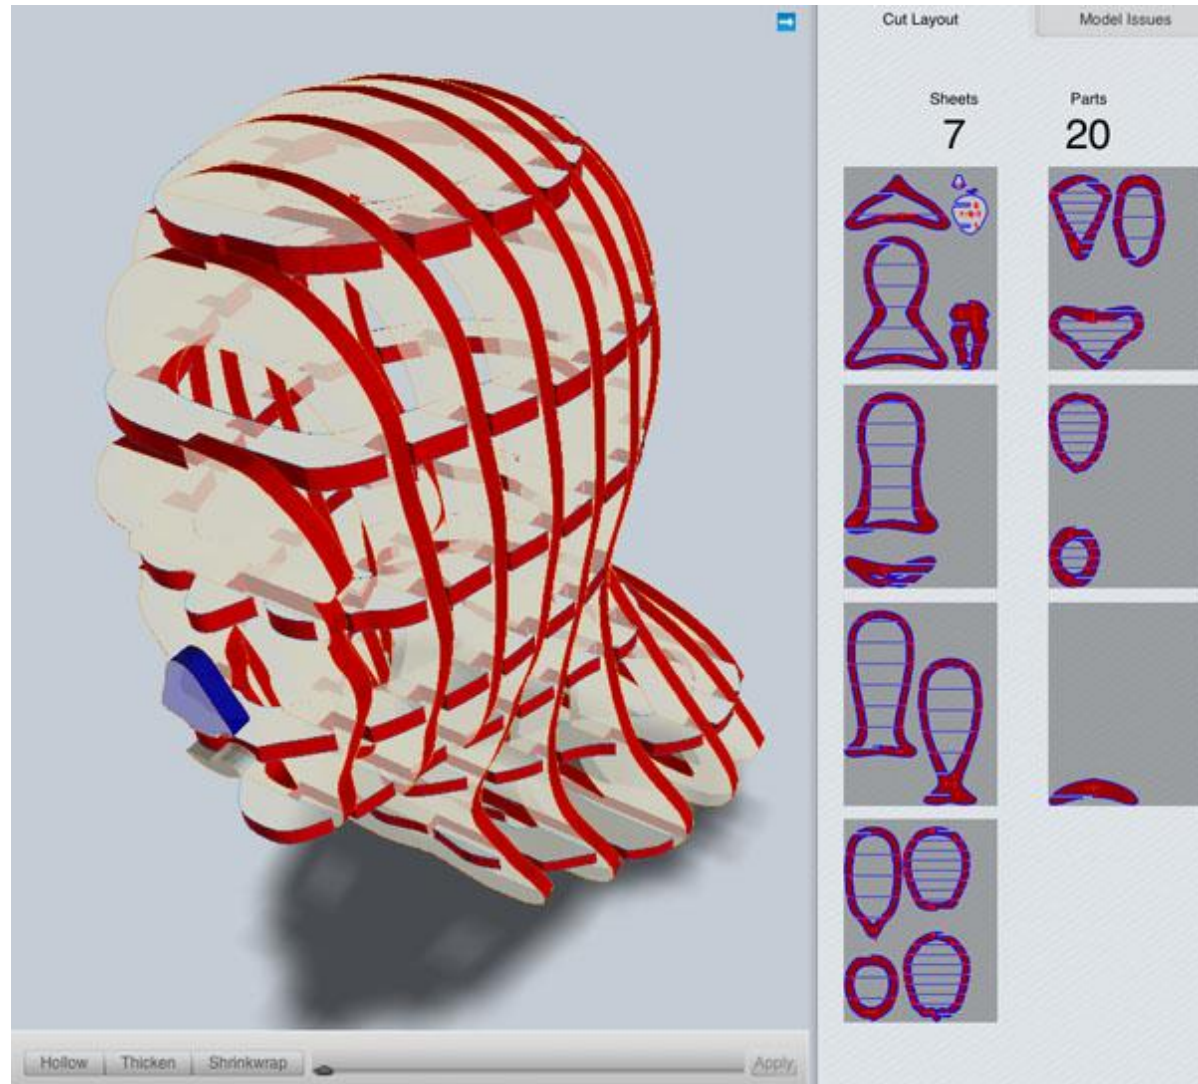 Cut Layout
Model Issues
Sheets
Parts
7
20
Hollow
Thicken
Shrinkwrap
Apply